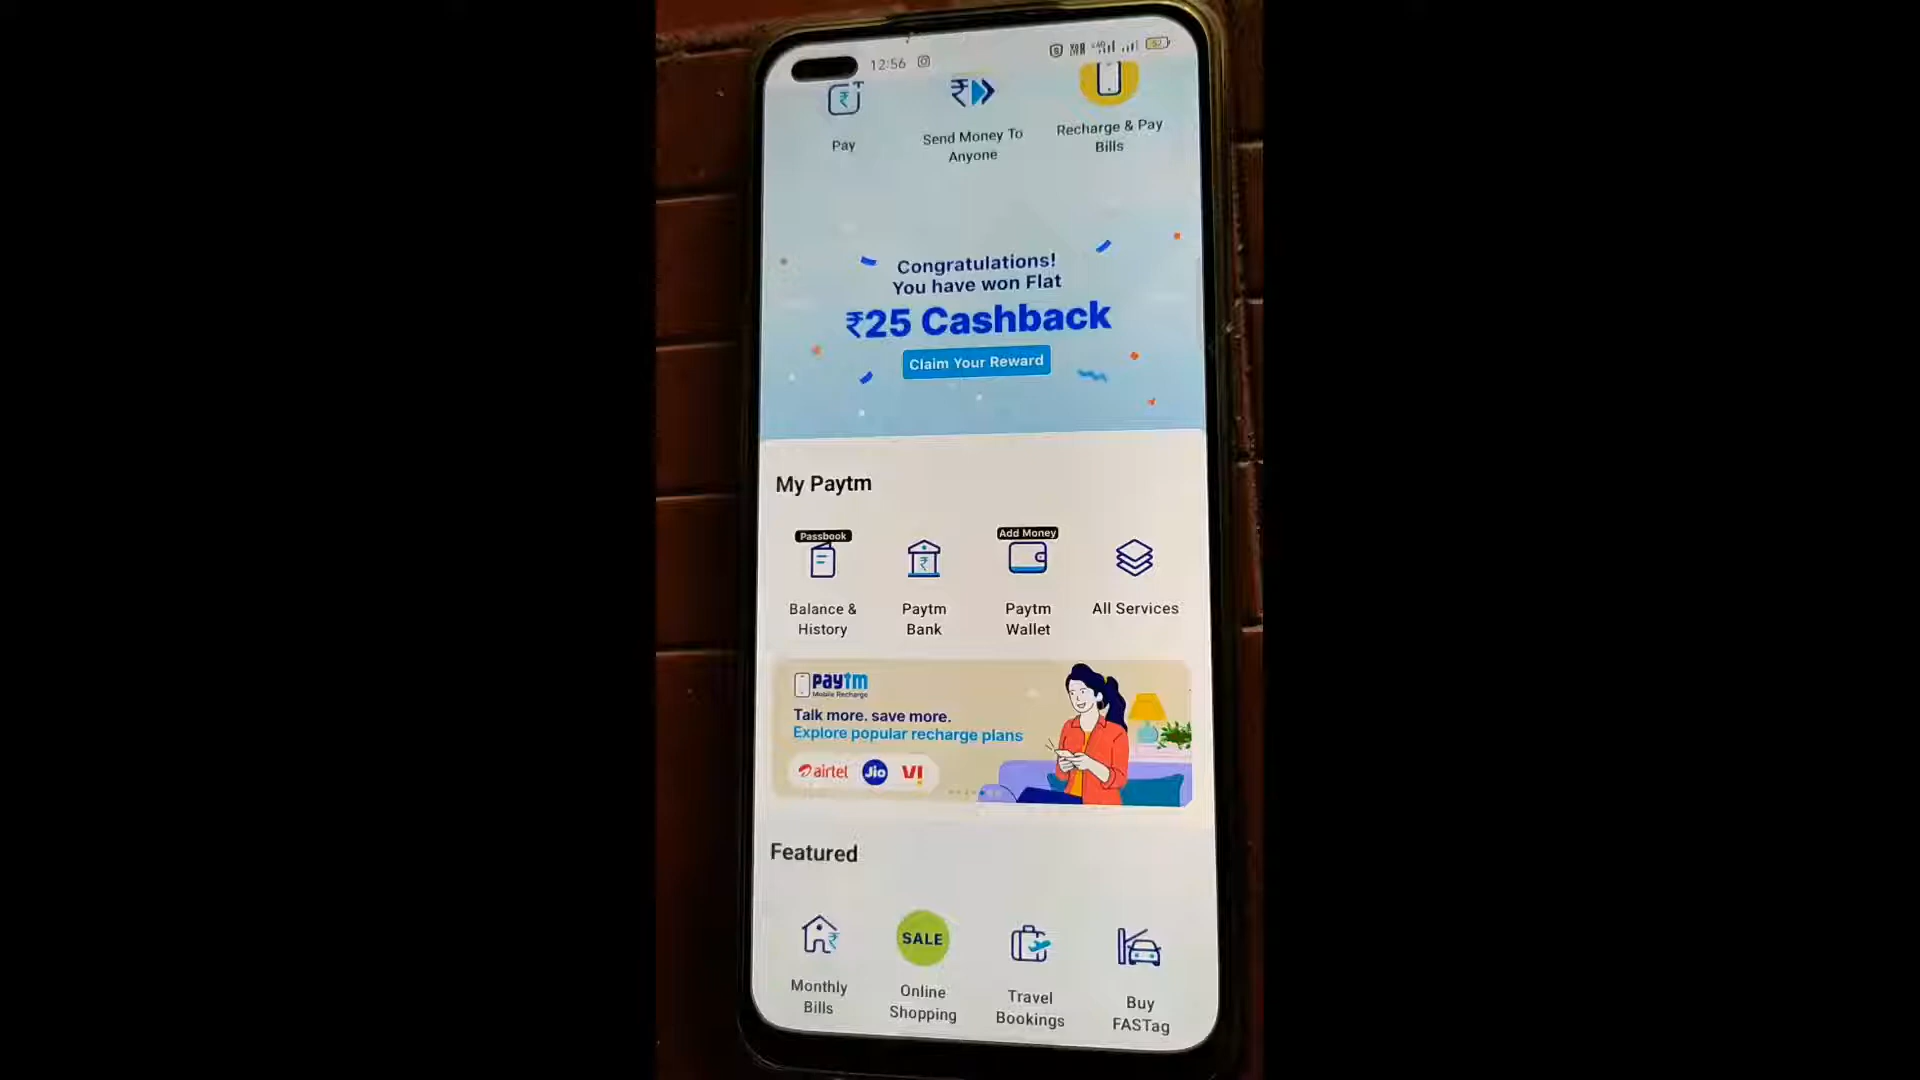 12:56
Pay
Send Money To
Anyone
Recharge & Pay
Bills
Congratulations!
You have won Flat
₹25 Cashback
Claim Your Reward
My Paytm
Passbook
Balance &
History
Paytm
Bank
Add Money
Paytm
Wallet
All Services
paytm
Mobile Recharge
Talk more. save more.
Explore popular recharge plans
airtel
Jio
VI
Featured
Monthly
Bills
SALE
Online
Shopping
Travel
Bookings
Buy
FASTag